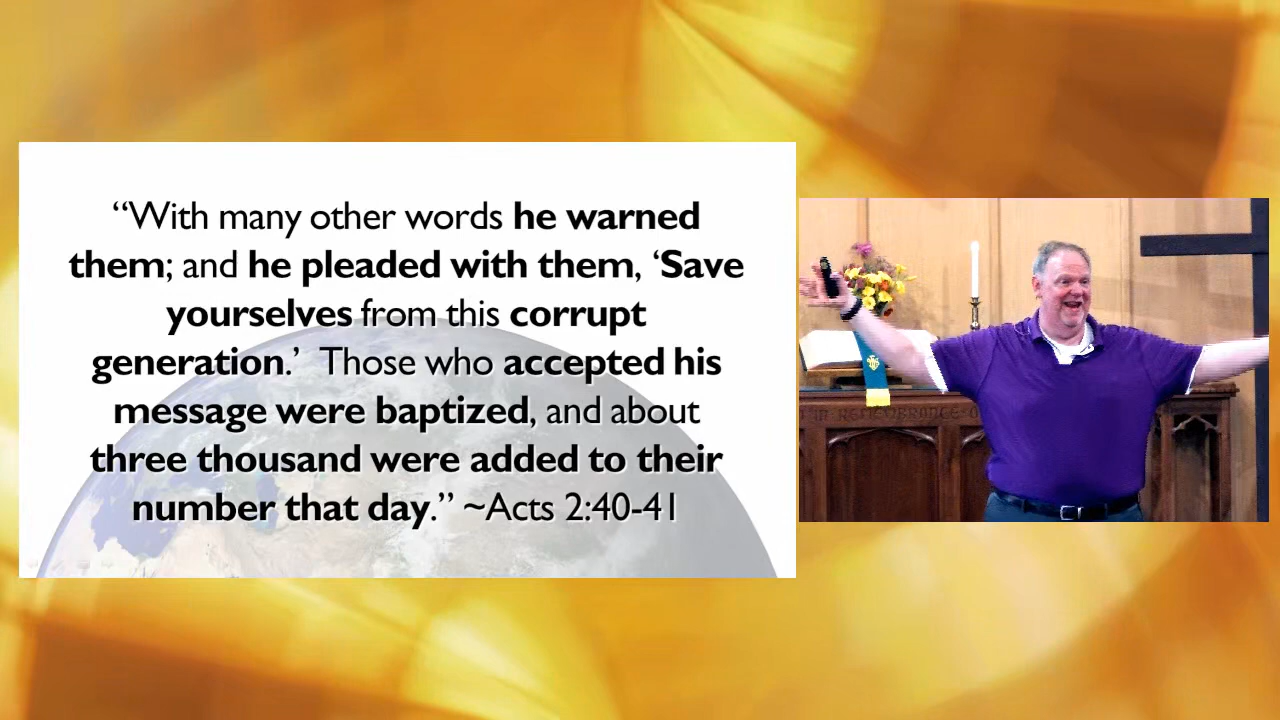 “With many other words he warned
them; and he pleaded with them, ‘Save
yourselves from this corrupt
generation.’  Those who accepted his
message were baptized, and about
three thousand were added to their
number that day.” ~Acts 2:40-41
IN REMEMBRANCE O